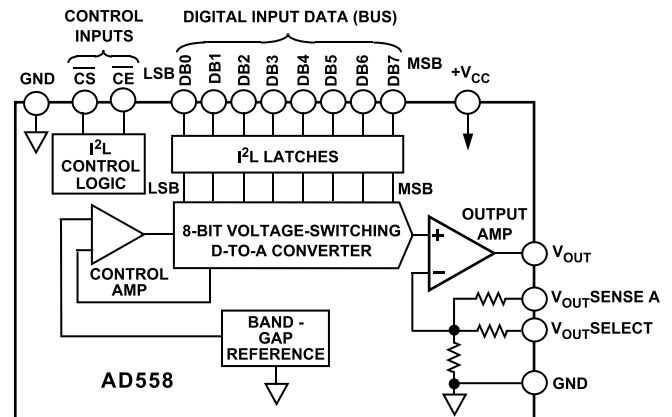 CONTROL
INPUTS
DIGITAL INPUT DATA (BUS)
GND
CS
CE
LSB
DB0
DB1
DB2
DB3
DB4
DB5
DB6
DB7
MSB
+VCC
I²L
CONTROL
LOGIC
I²L LATCHES
LSB
MSB
8-BIT VOLTAGE-SWITCHING
D-TO-A CONVERTER
CONTROL
AMP
OUTPUT
AMP
+
–
VOUT
VOUTSENSE A
VOUTSELECT
BAND -
GAP
REFERENCE
GND
AD558